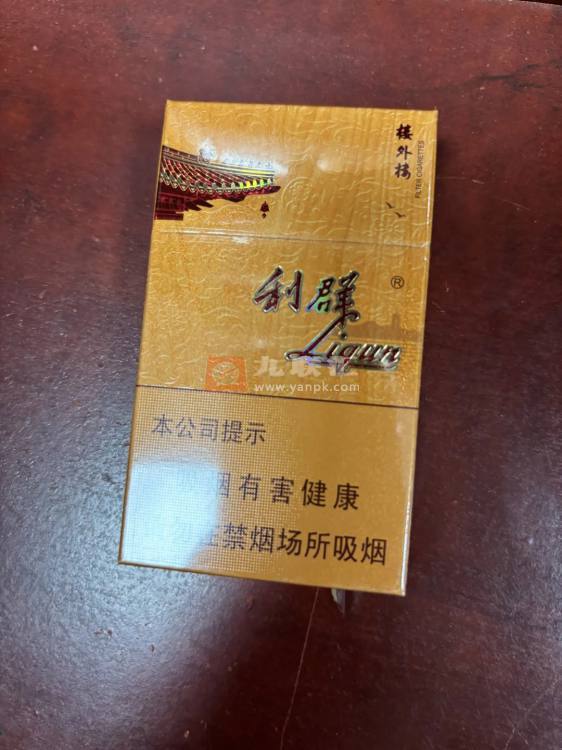 楼外楼
FILTER CIGARETTES
利群
®
Liqun
九联汇
www.yanpk.com
本公司提示
吸烟有害健康
勿在禁烟场所吸烟